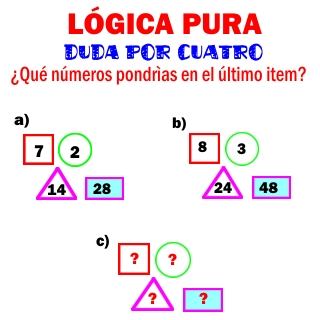 LÓGICA PURA
DUDA POR CUATRO
¿Qué números pondrìas en el último item?
a)
7 2
14 28
b)
8 3
24 48
c)
? ?
? ?